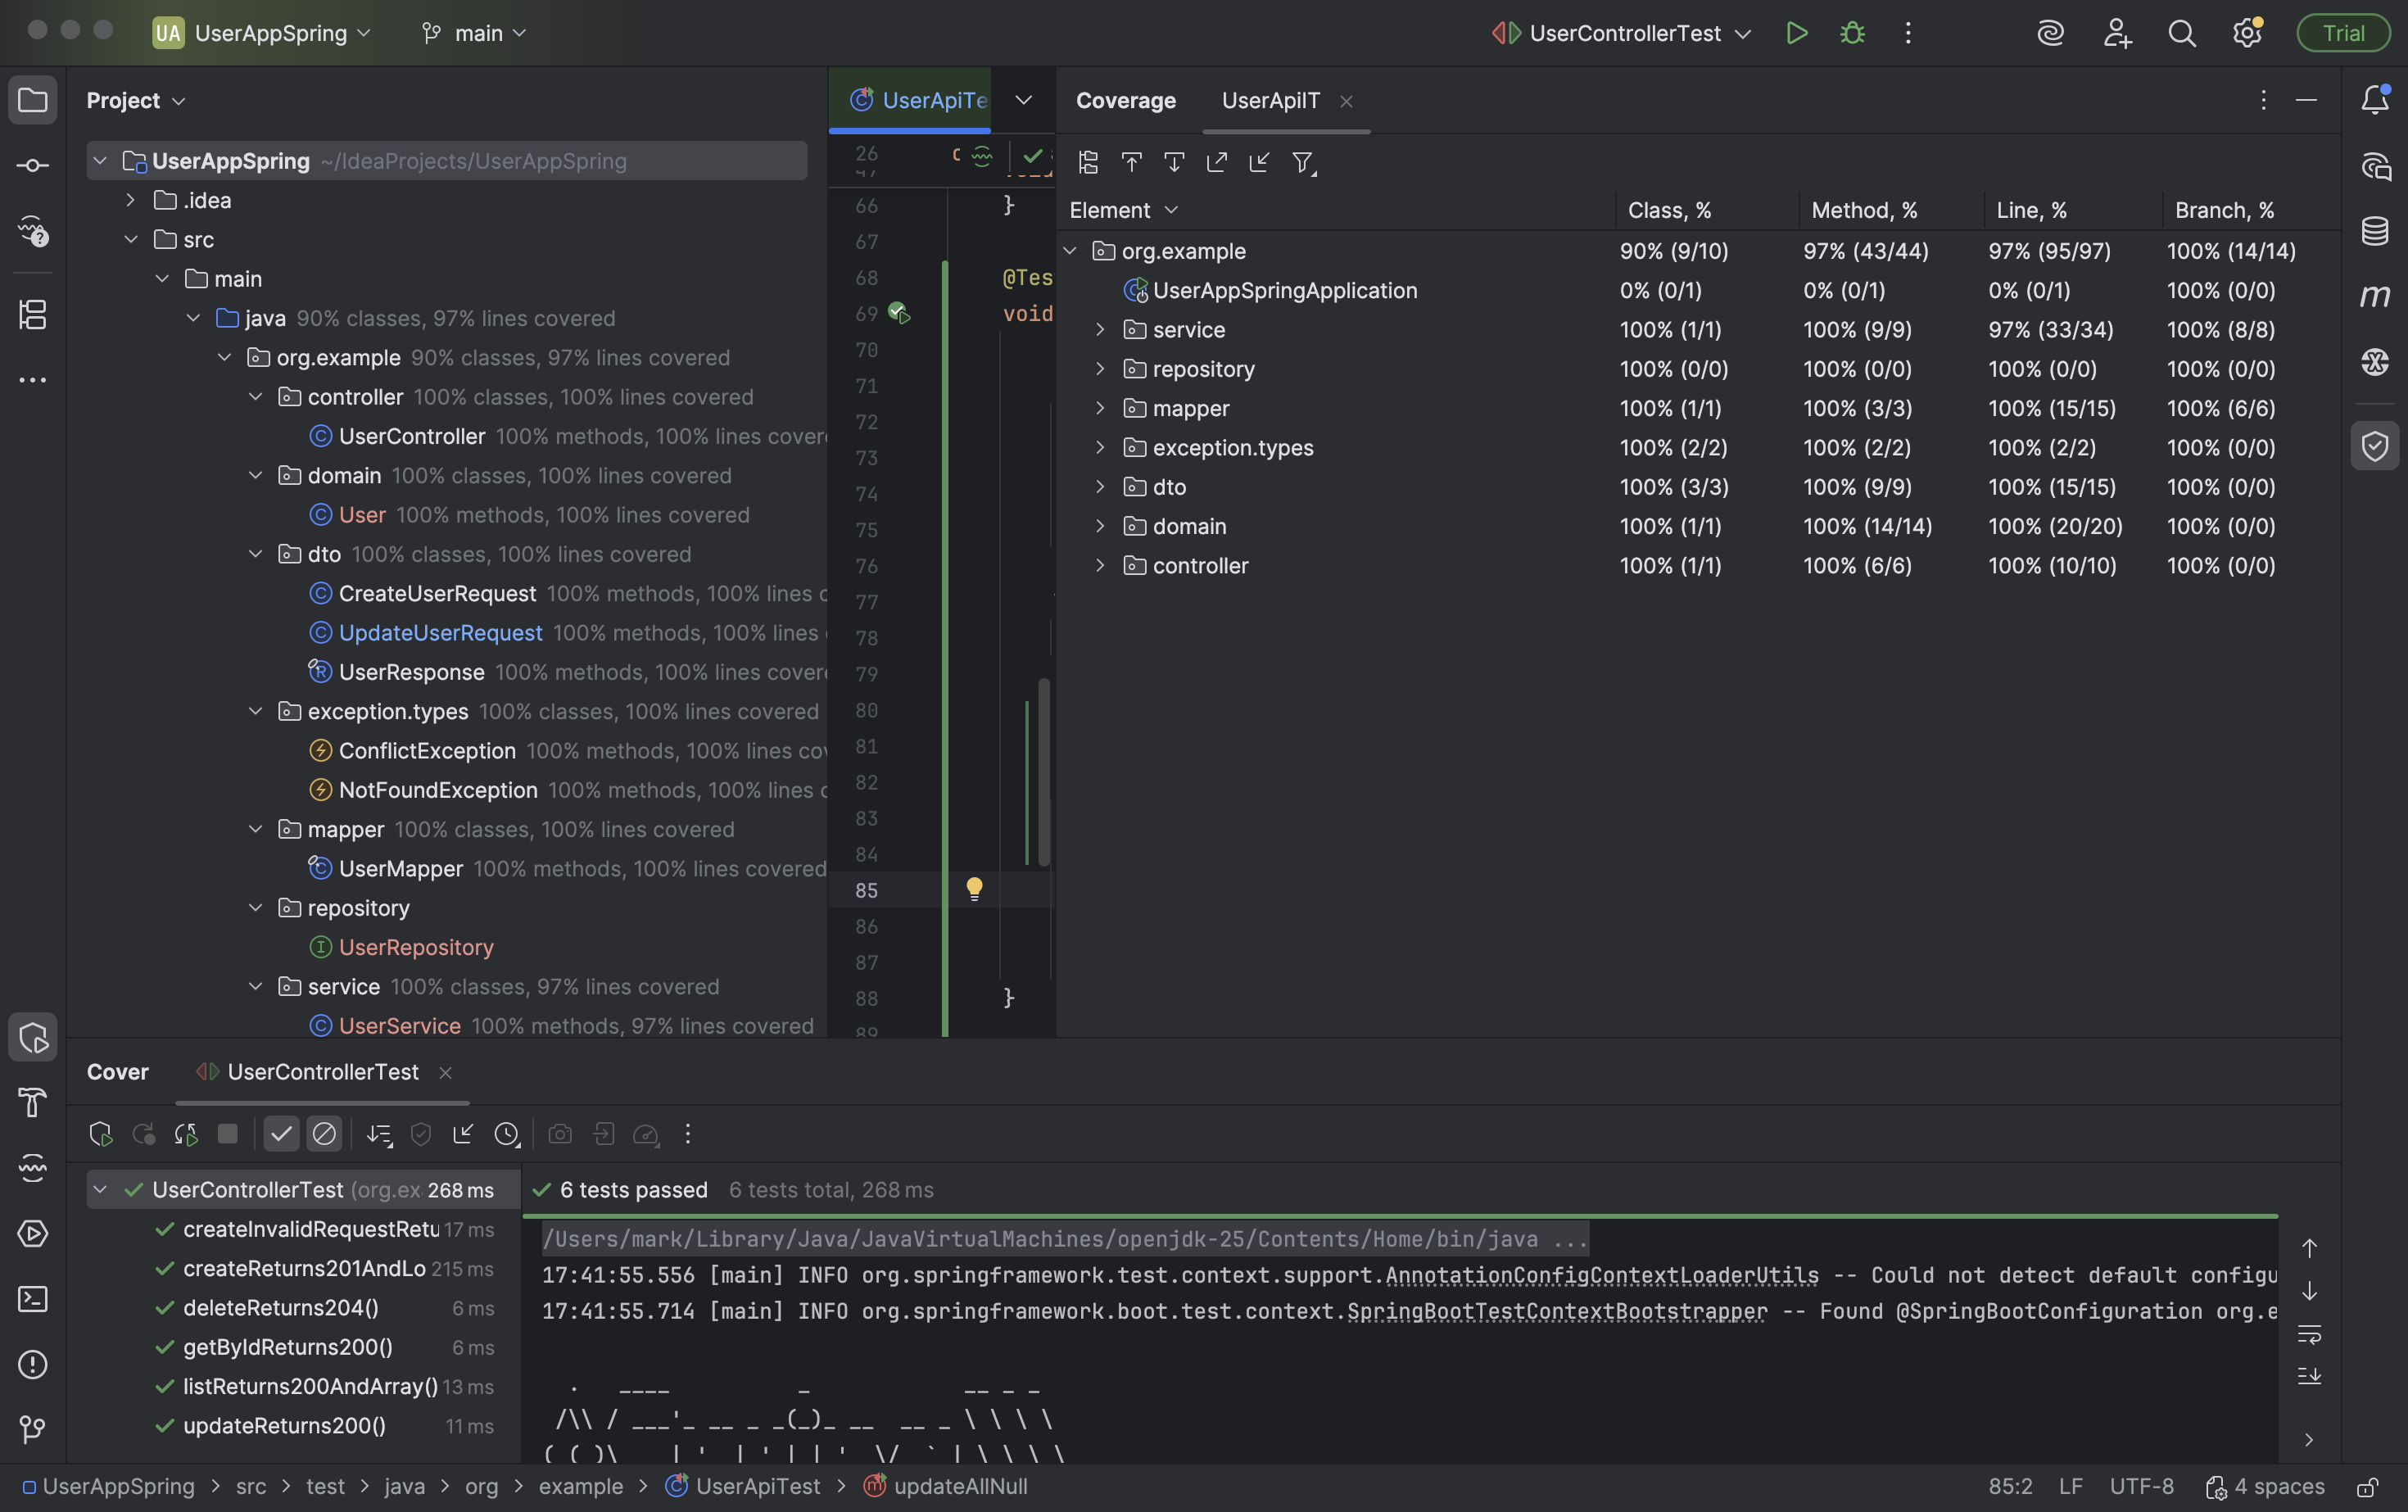 UA UserAppSpring main UserControllerTest Trial
Project
UserAppSpring ~/IdeaProjects/UserAppSpring
.idea
src
main
java 90% classes, 97% lines covered
org.example 90% classes, 97% lines covered
controller 100% classes, 100% lines covered
UserController 100% methods, 100% lines cover
domain 100% classes, 100% lines covered
User 100% methods, 100% lines covered
dto 100% classes, 100% lines covered
CreateUserRequest 100% methods, 100% lines c
UpdateUserRequest 100% methods, 100% lines
UserResponse 100% methods, 100% lines cover
exception.types 100% classes, 100% lines covered
ConflictException 100% methods, 100% lines cov
NotFoundException 100% methods, 100% lines c
mapper 100% classes, 100% lines covered
UserMapper 100% methods, 100% lines covered
repository
UserRepository
service 100% classes, 97% lines covered
UserService 100% methods, 97% lines covered
UserApiTe
26 c
47 void
66 }
67
68 @Tes
69 void
70
71
72
73
74
75
76
77
78
79
80
81
82
83
84
85
86
87
88 }
89
Coverage UserApiIT
Element Class, % Method, % Line, % Branch, %
org.example 90% (9/10) 97% (43/44) 97% (95/97) 100% (14/14)
UserAppSpringApplication 0% (0/1) 0% (0/1) 0% (0/1) 100% (0/0)
service 100% (1/1) 100% (9/9) 97% (33/34) 100% (8/8)
repository 100% (0/0) 100% (0/0) 100% (0/0) 100% (0/0)
mapper 100% (1/1) 100% (3/3) 100% (15/15) 100% (6/6)
exception.types 100% (2/2) 100% (2/2) 100% (2/2) 100% (0/0)
dto 100% (3/3) 100% (9/9) 100% (15/15) 100% (0/0)
domain 100% (1/1) 100% (14/14) 100% (20/20) 100% (0/0)
controller 100% (1/1) 100% (6/6) 100% (10/10) 100% (0/0)
Cover UserControllerTest
UserControllerTest (org.ex 268 ms
createInvalidRequestRetu 17 ms
createReturns201AndLo 215 ms
deleteReturns204() 6 ms
getByIdReturns200() 6 ms
listReturns200AndArray() 13 ms
updateReturns200() 11 ms
6 tests passed 6 tests total, 268 ms
/Users/mark/Library/Java/JavaVirtualMachines/openjdk-25/Contents/Home/bin/java ...
17:41:55.556 [main] INFO org.springframework.test.context.support.AnnotationConfigContextLoaderUtils -- Could not detect default configu
17:41:55.714 [main] INFO org.springframework.boot.test.context.SpringBootTestContextBootstrapper -- Found @SpringBootConfiguration org.e
UserAppSpring > src > test > java > org > example > UserApiTest > updateAllNull 85:2 LF UTF-8 4 spaces